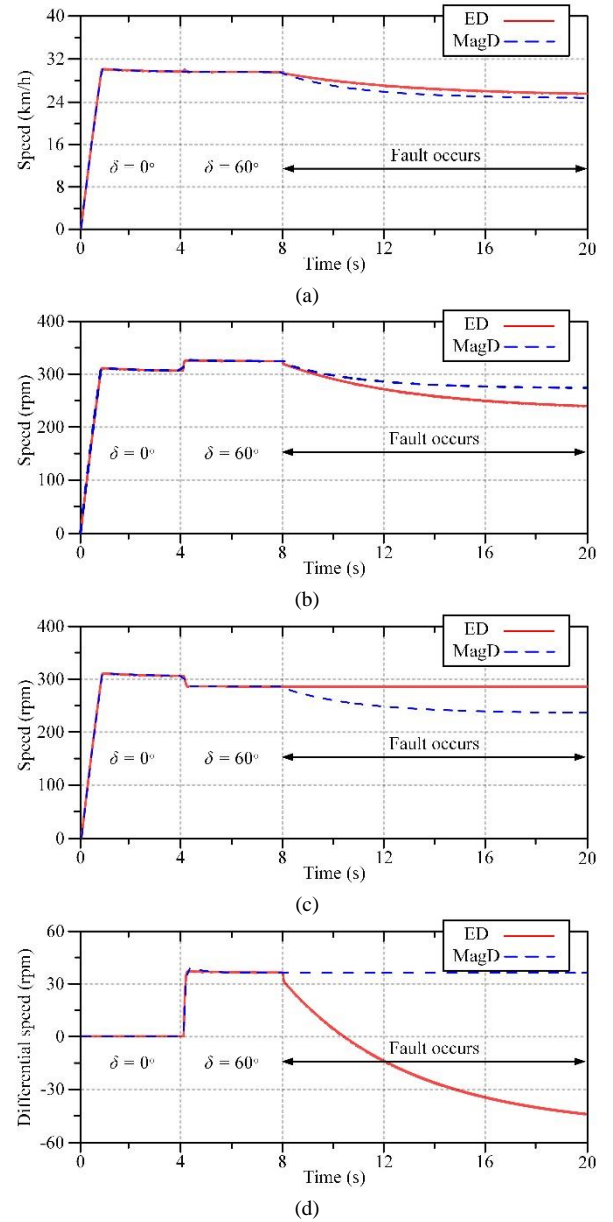 40
ED
MagD
32
24
16
8
0
Speed (km/h)
δ = 0°
δ = 60°
Fault occurs
0
4
8
12
16
20
Time (s)
(a)
400
ED
MagD
300
200
100
0
Speed (rpm)
δ = 0°
δ = 60°
Fault occurs
0
4
8
12
16
20
Time (s)
(b)
400
ED
MagD
300
200
100
0
Speed (rpm)
δ = 0°
δ = 60°
Fault occurs
0
4
8
12
16
20
Time (s)
(c)
60
ED
MagD
30
0
-30
-60
Differential speed (rpm)
δ = 0°
δ = 60°
Fault occurs
0
4
8
12
16
20
Time (s)
(d)